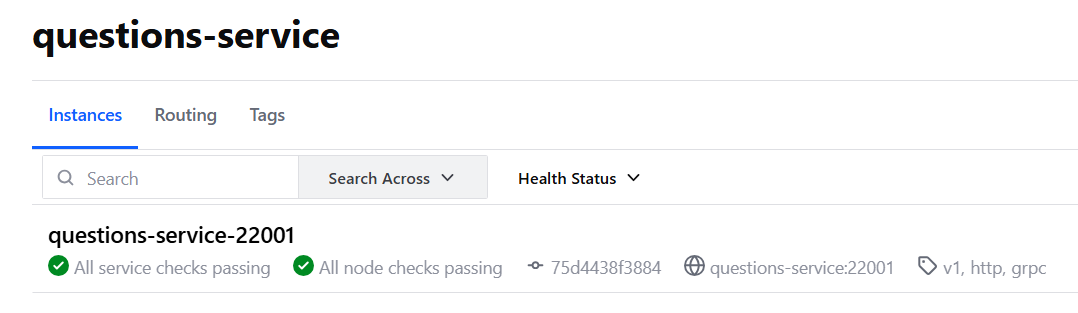 questions-service
Instances Routing Tags
Search Search Across Health Status
questions-service-22001
All service checks passing All node checks passing 75d4438f3884 questions-service:22001 v1, http, grpc